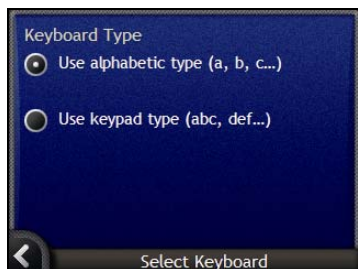 Keyboard Type
Use alphabetic type (a, b, c...)
Use keypad type (abc, def...)
Select Keyboard